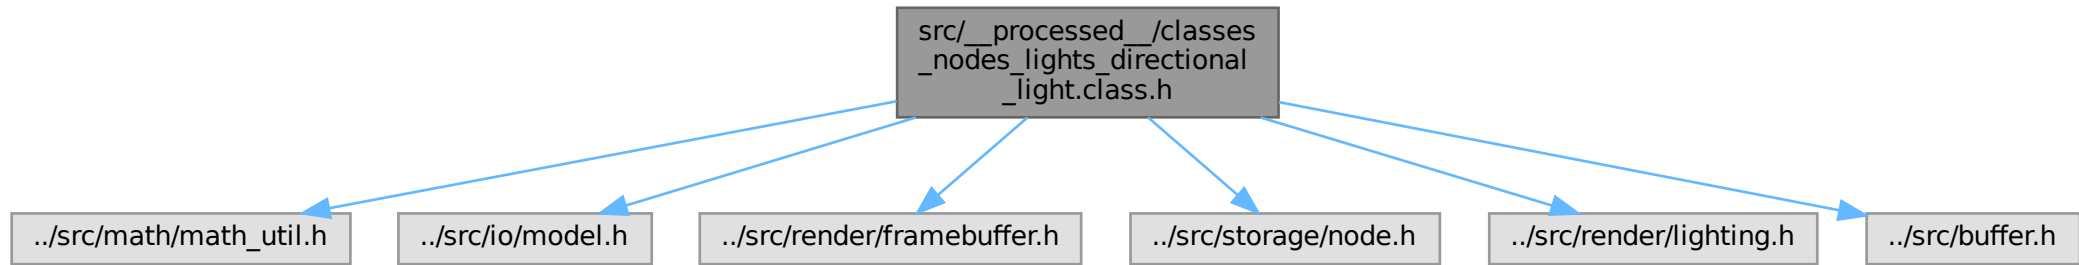 src/__processed__/classes
_nodes_lights_directional
_light.class.h
../src/math/math_util.h
../src/io/model.h
../src/render/framebuffer.h
../src/storage/node.h
../src/render/lighting.h
../src/buffer.h